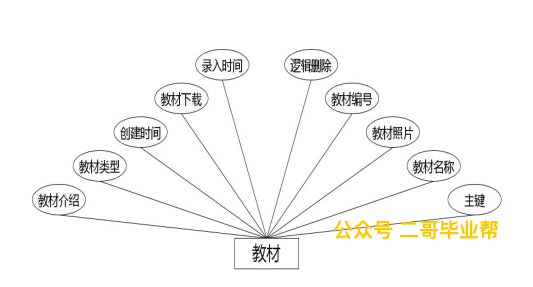 录入时间
逻辑删除
教材下载
教材编号
创建时间
教材照片
教材类型
教材名称
教材介绍
主键
公众号 二哥毕业帮
教材